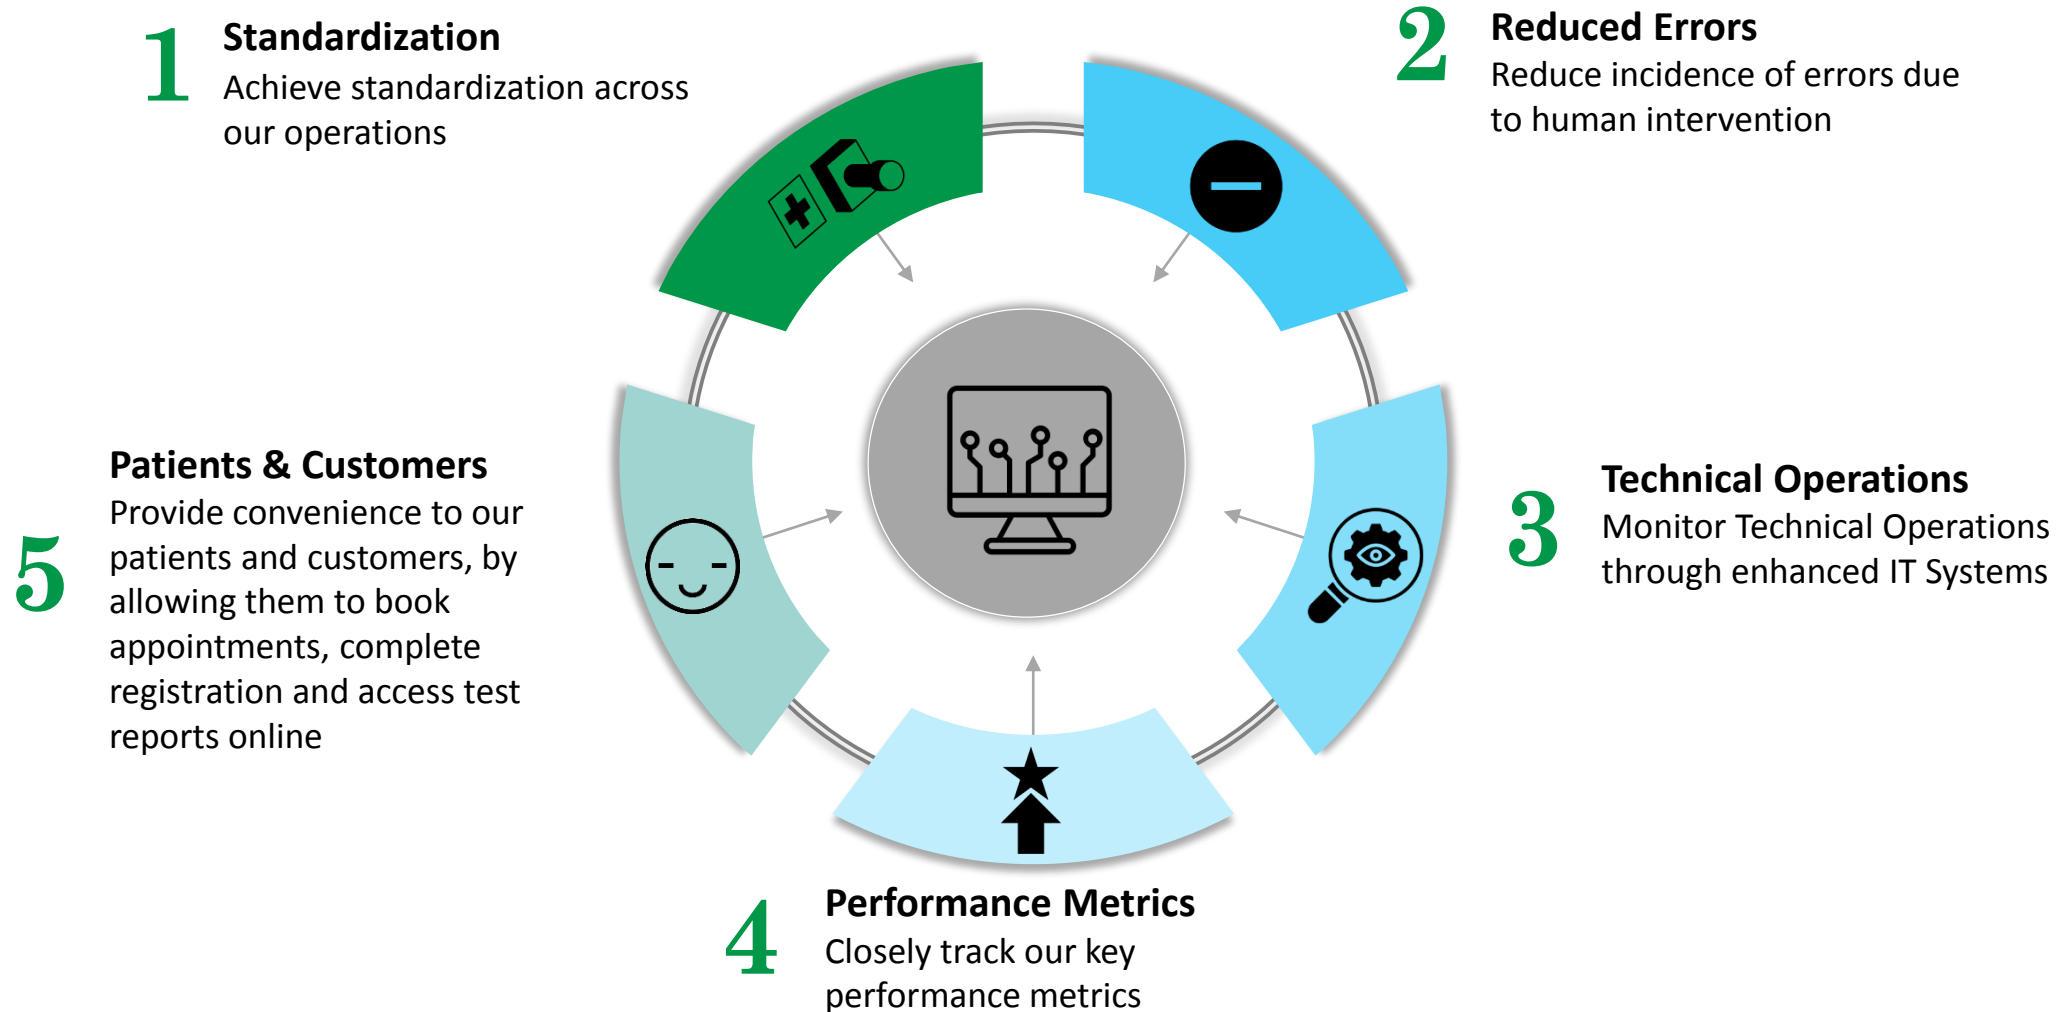 1
Standardization
Achieve standardization across
our operations
2
Reduced Errors
Reduce incidence of errors due
to human intervention
3
Technical Operations
Monitor Technical Operations
through enhanced IT Systems
4
Performance Metrics
Closely track our key
performance metrics
5
Patients & Customers
Provide convenience to our
patients and customers, by
allowing them to book
appointments, complete
registration and access test
reports online